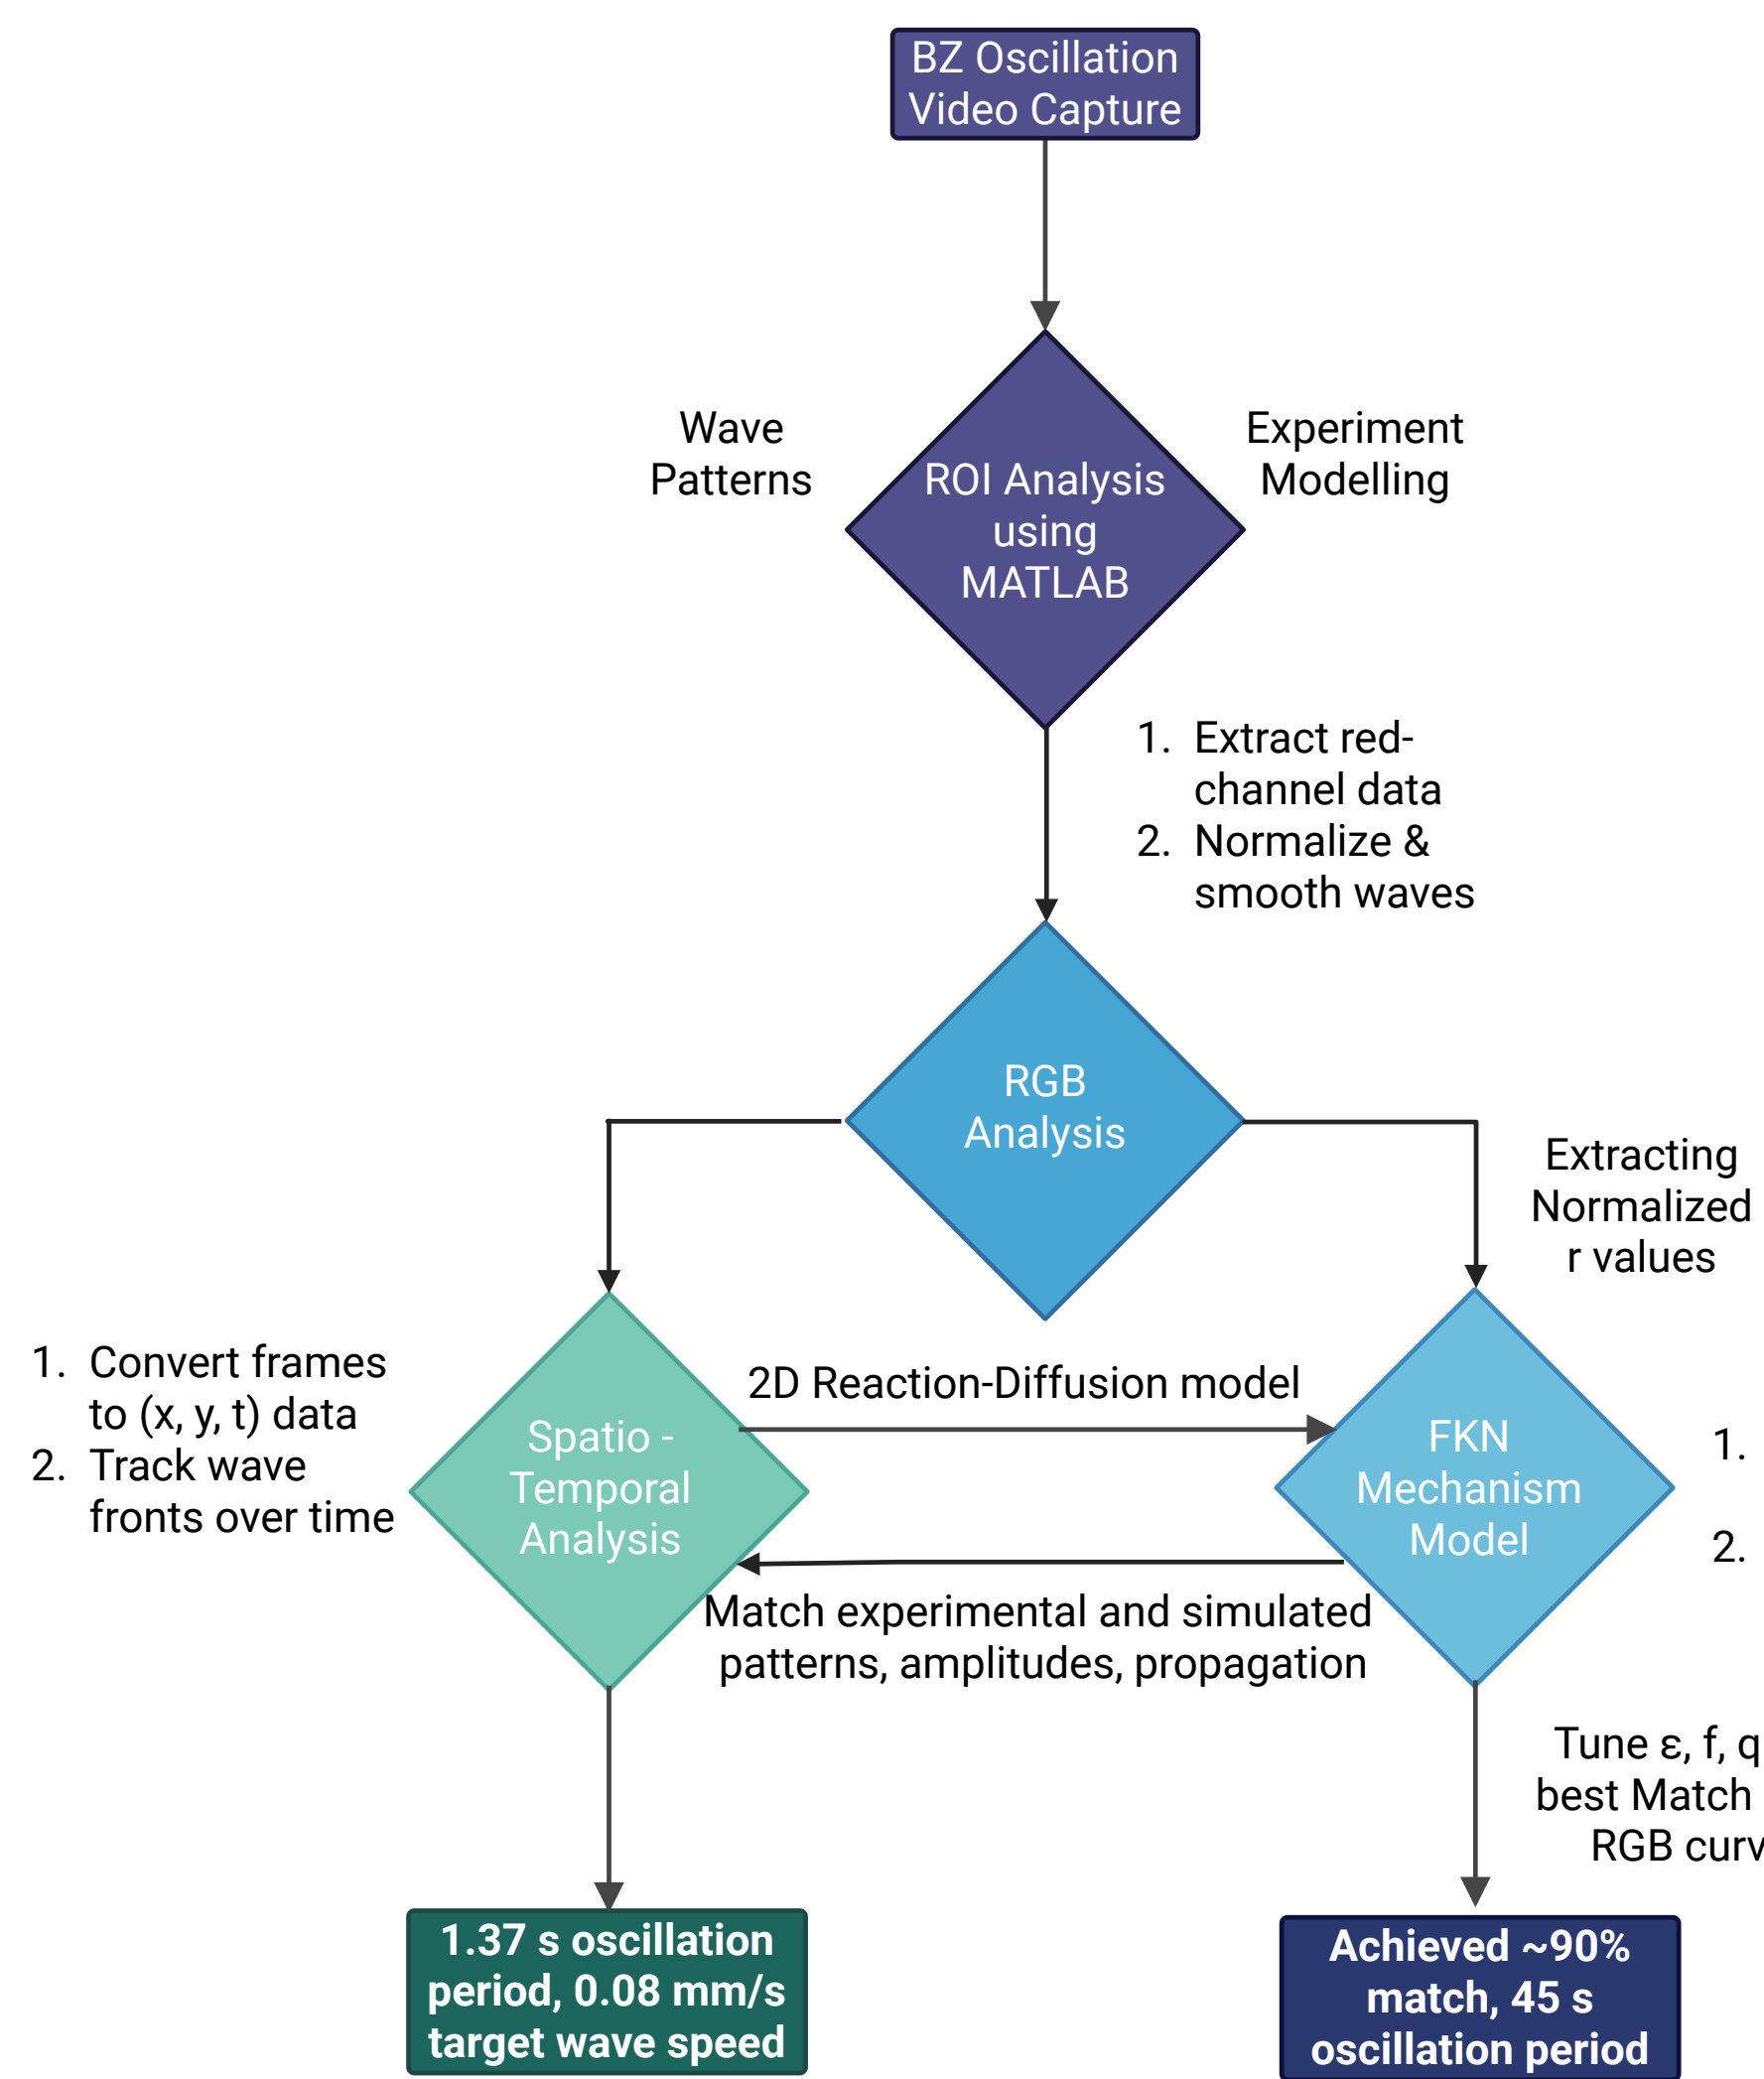 BZ Oscillation
Video Capture
Wave
Patterns
Experiment
Modelling
ROI Analysis
using
MATLAB
1. Extract red-
channel data
2. Normalize &
smooth waves
RGB
Analysis
Extracting
Normalized
r values
1. Convert frames
to (x, y, t) data
2. Track wave
fronts over time
2D Reaction-Diffusion model
Spatio -
Temporal
Analysis
FKN
Mechanism
Model
1.
2.
Match experimental and simulated
patterns, amplitudes, propagation
Tune ε, f, q
best Match
RGB
1.37 s oscillation
period, 0.08 mm/s
target wave speed
Achieved ~90%
match, 45 s
oscillation period